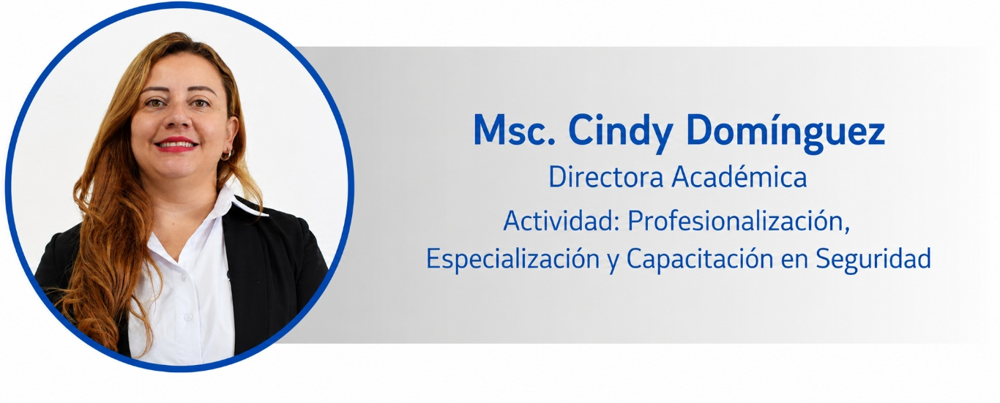 Msc. Cindy Domínguez
Directora Académica
Actividad: Profesionalización,
Especialización y Capacitación en Seguridad